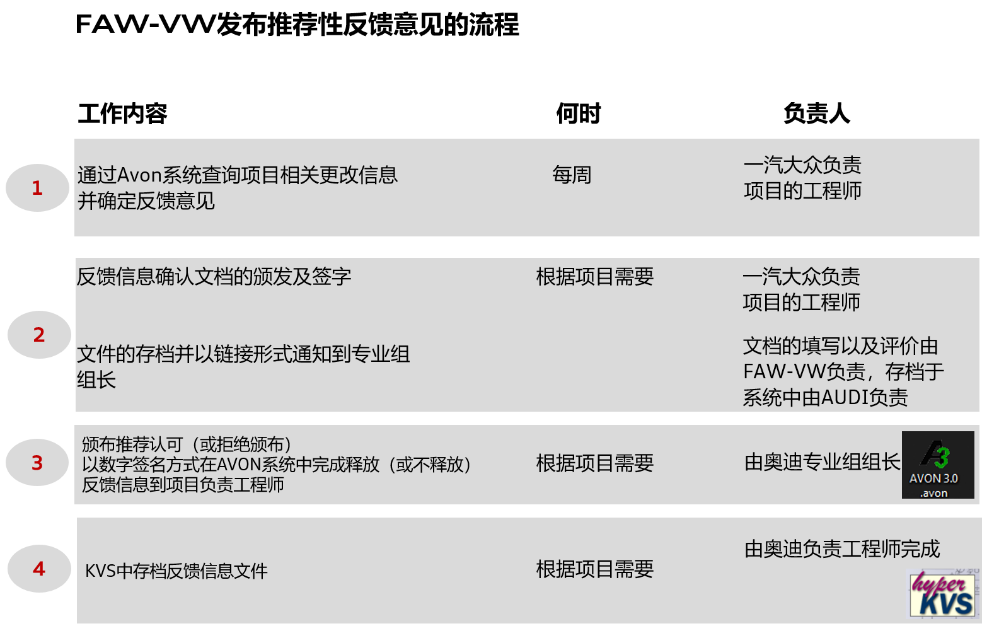 FAW-VW发布推荐性反馈意见的流程
工作内容
何时
负责人
1
通过Avon系统查询项目相关更改信息
并确定反馈意见
每周
一汽大众负责
项目的工程师
2
反馈信息确认文档的颁发及签字
根据项目需要
一汽大众负责
项目的工程师
文件的存档并以链接形式通知到专业组
组长
文档的填写以及评价由
FAW-VW负责，存档于
系统中由AUDI负责
3
颁布推荐认可（或拒绝颁布）
以数字签名方式在AVON系统中完成释放（或不释放）
反馈信息到项目负责工程师
根据项目需要
由奥迪专业组组长
A3
AVON 3.0
.avon
4
KVS中存档反馈信息文件
根据项目需要
由奥迪负责工程师完成
hyper
KVS